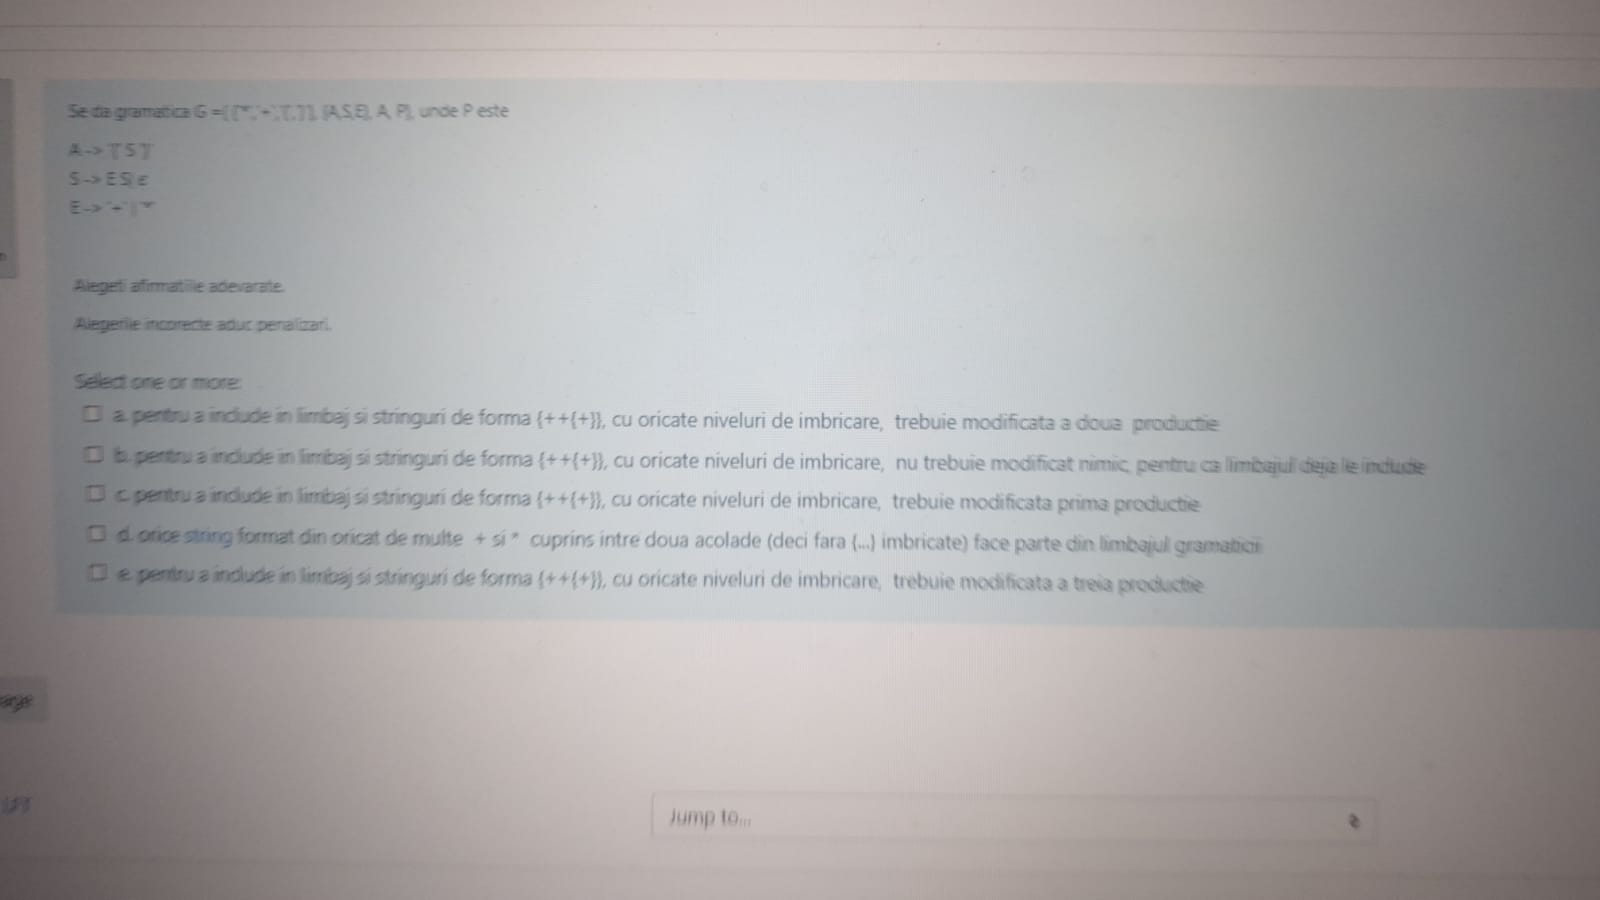 Se da gramatica G = unde P este
A -> S
S -> E S| ε
E -> '+' | '*'
Alegeti afirmatiile adevarate.
Alegerile incorecte aduc penalizari.
Select one or more:
a. pentru a include in limbaj si stringuri de forma {++{+}}, cu oricate niveluri de imbricare, trebuie modificata a doua productie
b. pentru a include in limbaj si stringuri de forma {++{+}}, cu oricate niveluri de imbricare, nu trebuie modificat nimic, pentru ca limbajul deja le include
c. pentru a include in limbaj si stringuri de forma {++{+}}, cu oricate niveluri de imbricare, trebuie modificata prima productie
d. orice string format din oricat de multe + si * cuprins intre doua acolade (deci fara {...} imbricate) face parte din limbajul gramaticii
e. pentru a include in limbaj si stringuri de forma {++{+}}, cu oricate niveluri de imbricare, trebuie modificata a treia productie
Jump to...